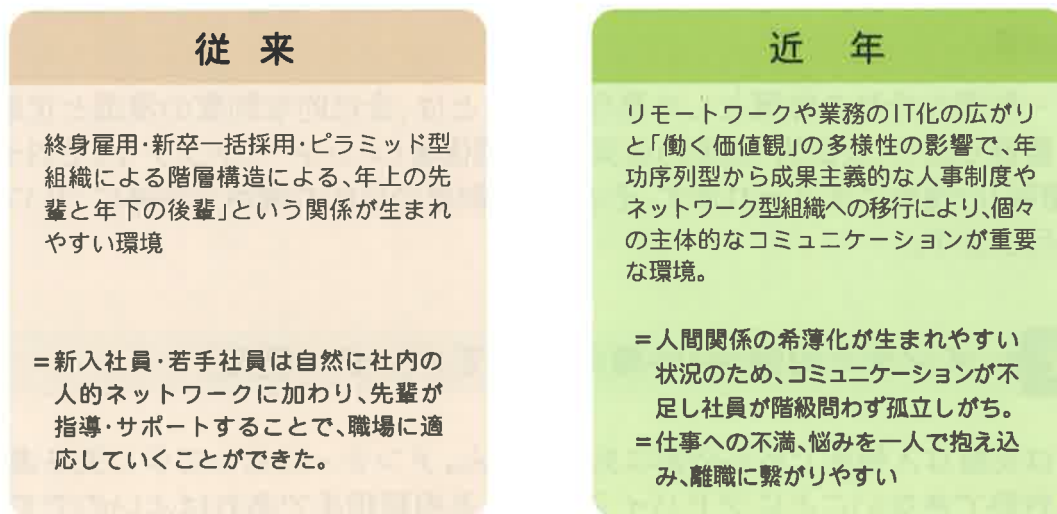 従 来
終身雇用・新卒一括採用・ピラミッド型
組織による階層構造による、年上の先
輩と年下の後輩」という関係が生まれ
やすい環境
=新入社員・若手社員は自然に社内の
人的ネットワークに加わり、先輩が
指導・サポートすることで、職場に適
応していくことができた。
近 年
リモートワークや業務のIT化の広がり
と「働く価値観」の多様性の影響で、年
功序列型から成果主義的な人事制度や
ネットワーク型組織への移行により、個々
の主体的なコミュニケーションが重要
な環境。
=人間関係の希薄化が生まれやすい
状況のため、コミュニケーションが不
足し社員が階級問わず孤立しがち。
=仕事への不満、悩みを一人で抱え込
み、離職に繋がりやすい